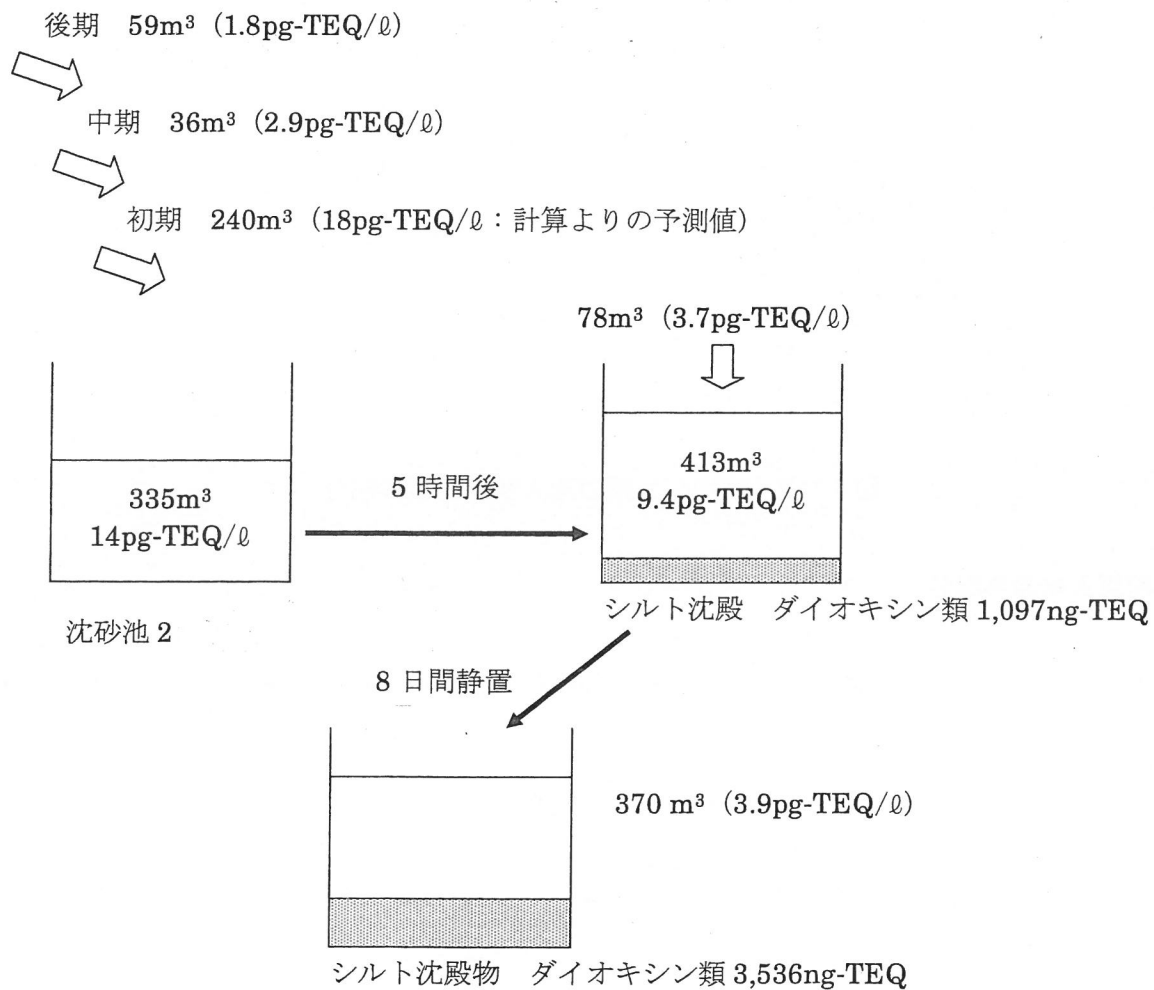 後期　59m³（1.8pg-TEQ/ℓ）
中期　36m³（2.9pg-TEQ/ℓ）
初期　240m³（18pg-TEQ/ℓ：計算よりの予測値）
78m³（3.7pg-TEQ/ℓ）
335m³
14pg-TEQ/ℓ
5 時間後
413m³
9.4pg-TEQ/ℓ
沈砂池 2
シルト沈殿　ダイオキシン類 1,097ng-TEQ
8 日間静置
370 m³（3.9pg-TEQ/ℓ）
シルト沈殿物　ダイオキシン類 3,536ng-TEQ